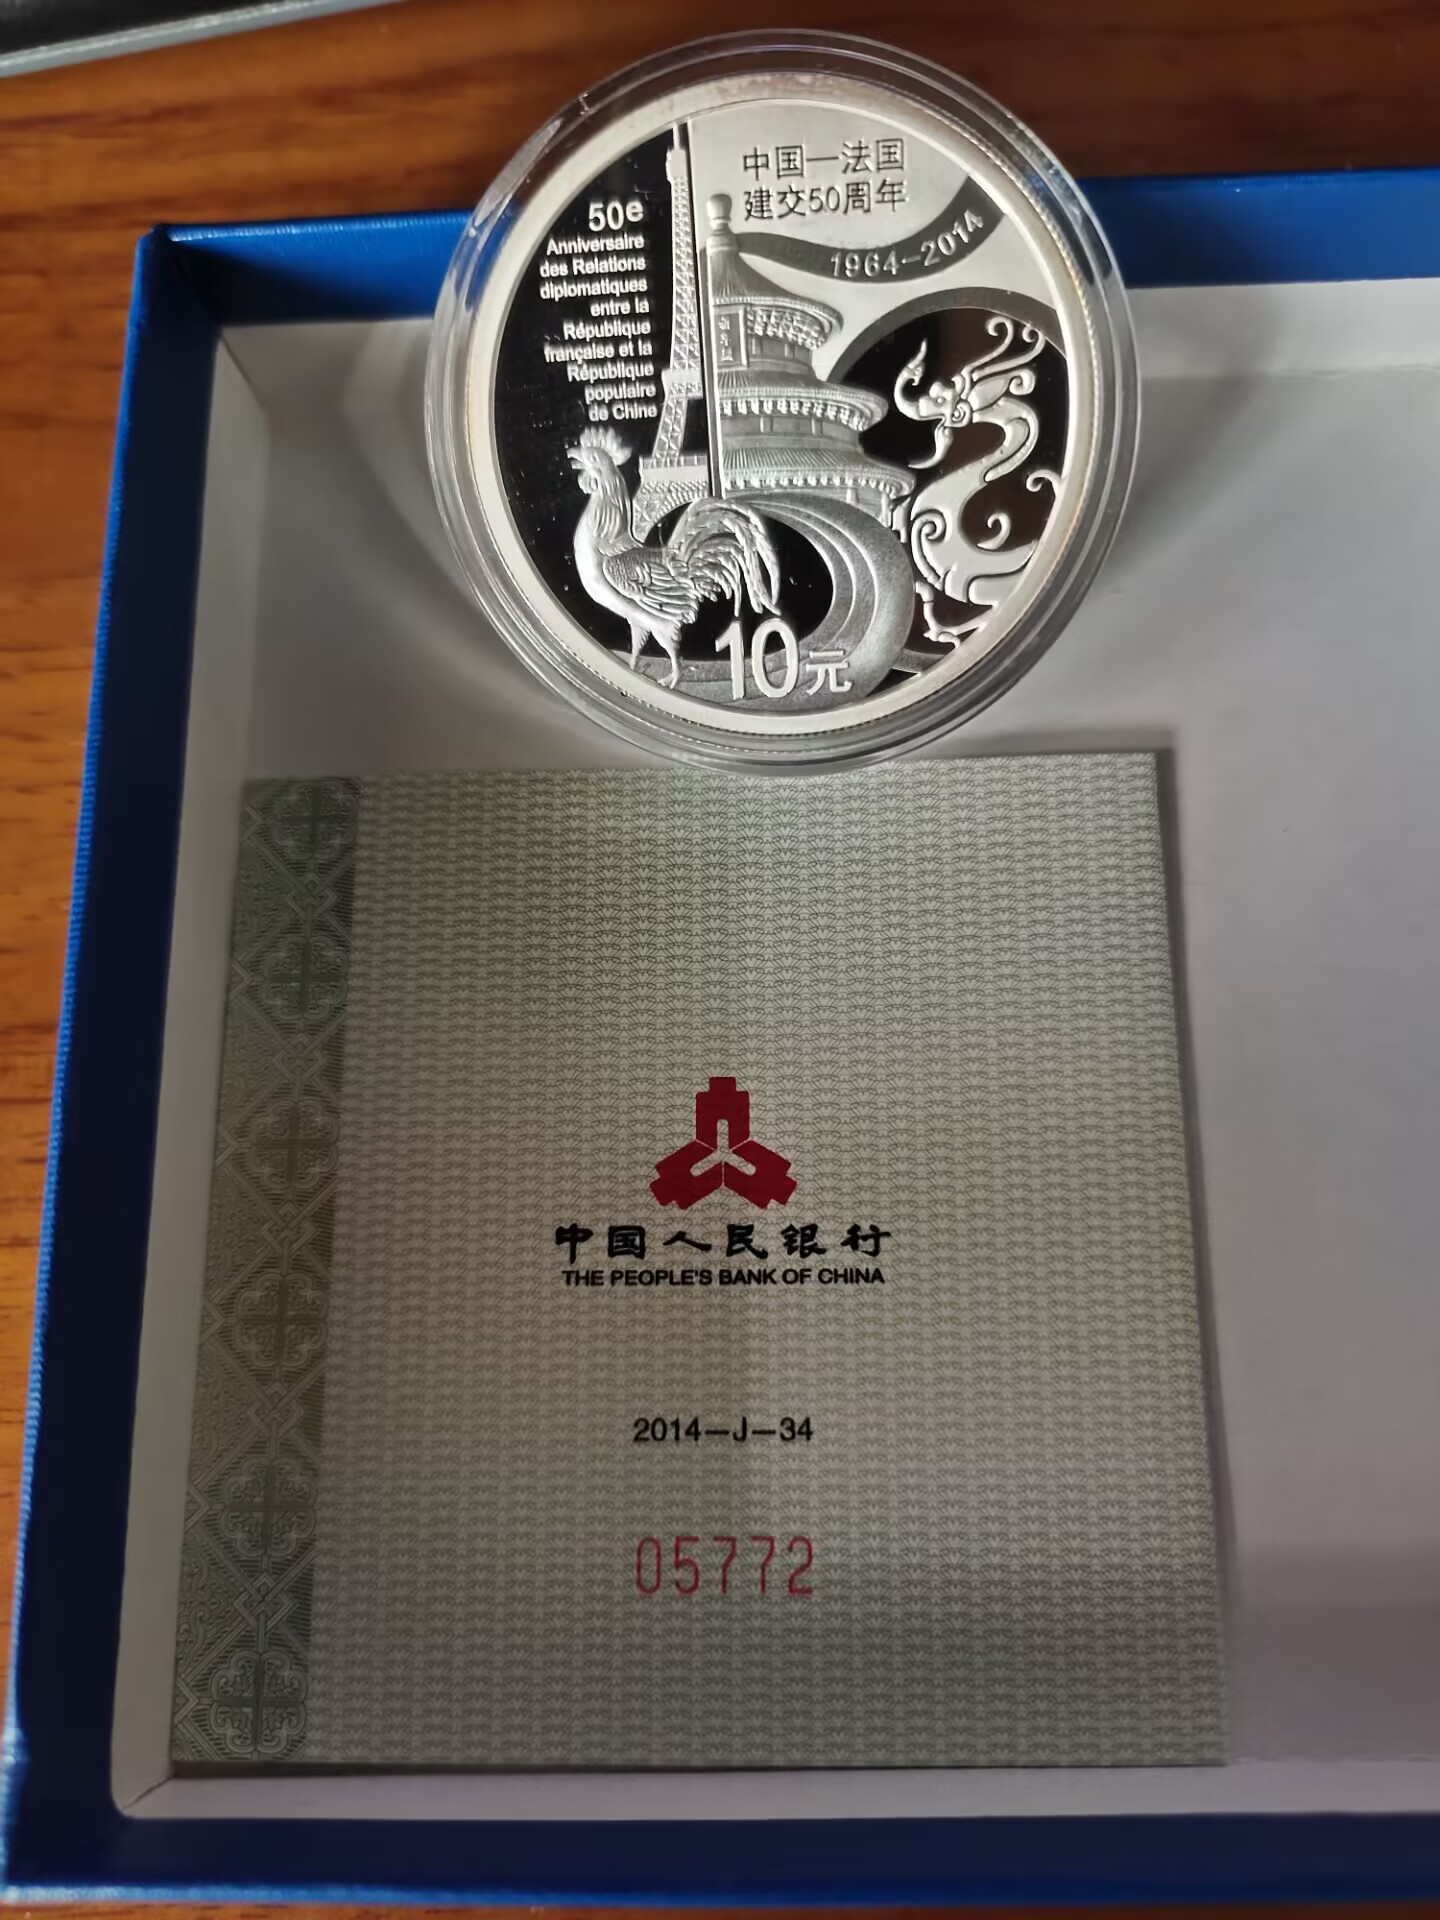 50e
Anniversaire
des Relations
diplomatiques
entre la
République
française et la
République
populaire
de Chine
中国—法国
建交50周年
1964—2014
10元
中国人民银行
THE PEOPLE'S BANK OF CHINA
2014—J—34
05772